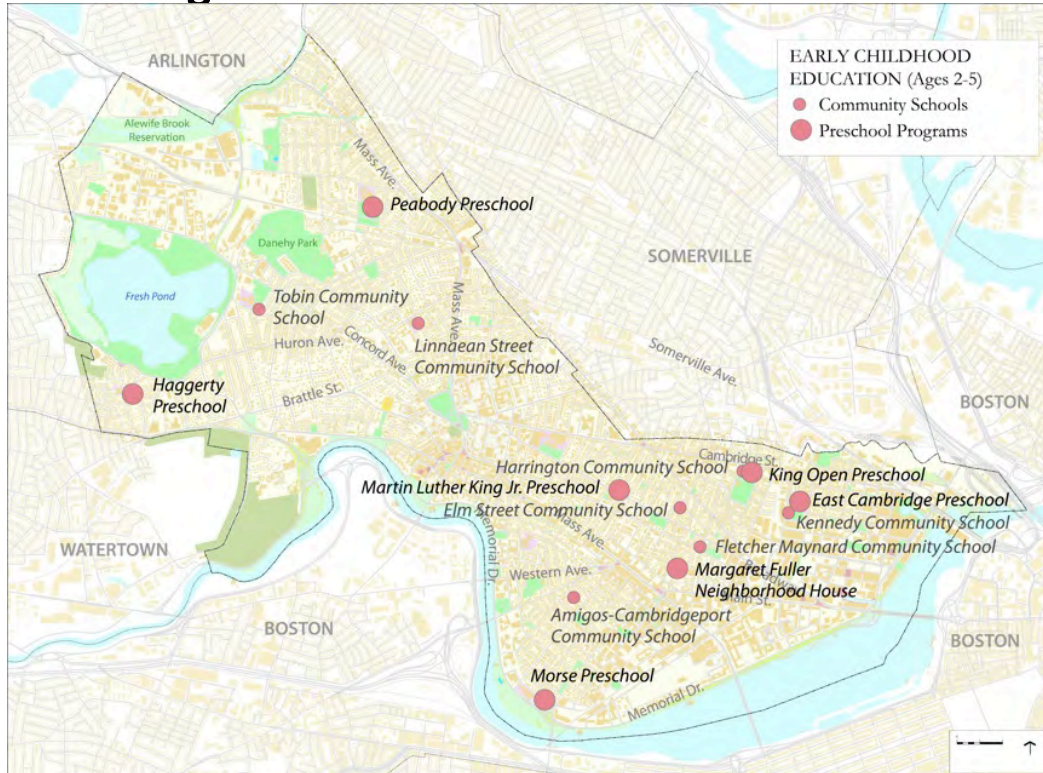 ARLINGTON
EARLY CHILDHOOD
EDUCATION (Ages 2-5)
Community Schools
Preschool Programs
Alewife Brook
Reservation
Mass Ave.
Peabody Preschool
Danehy Park
SOMERVILLE
Fresh Pond
Tobin Community
School
Mass Ave.
Linnaean Street
Community School
Huron Ave.
Concord Ave.
Somerville Ave.
Haggerty
Preschool
Brattle St.
BOSTON
Cambridge St.
Harrington Community School
King Open Preschool
Martin Luther King Jr. Preschool
East Cambridge Preschool
Elm Street Community School
Kennedy Community School
Mass Ave.
Memorial Dr.
WATERTOWN
Fletcher Maynard Community School
Western Ave.
Margaret Fuller
Neighborhood House
Amigos-Cambridgeport
Community School
BOSTON
BOSTON
Morse Preschool
Memorial Dr.